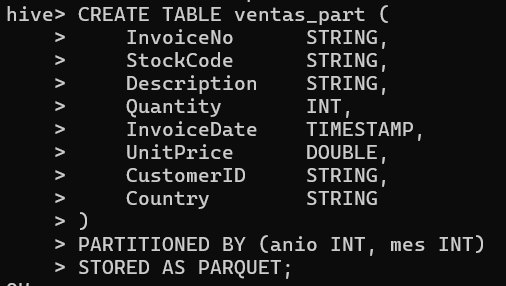 hive> CREATE TABLE ventas_part (
    >     InvoiceNo      STRING,
    >     StockCode      STRING,
    >     Description    STRING,
    >     Quantity       INT,
    >     InvoiceDate    TIMESTAMP,
    >     UnitPrice      DOUBLE,
    >     CustomerID     STRING,
    >     Country        STRING
    > )
    > PARTITIONED BY (anio INT, mes INT)
    > STORED AS PARQUET;